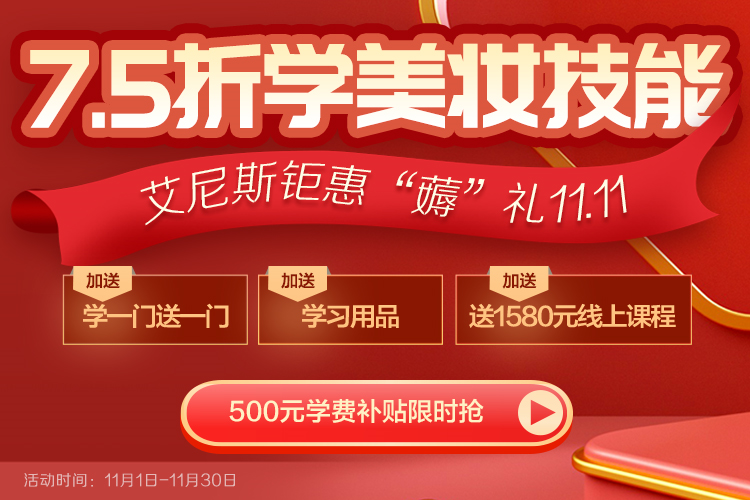 7.5折学美妆技能
艾尼斯钜惠“薅”礼11.11
加送
学一门送一门
加送
学习用品
加送
送1580元线上课程
500元学费补贴限时抢
活动时间：11月1日-11月30日